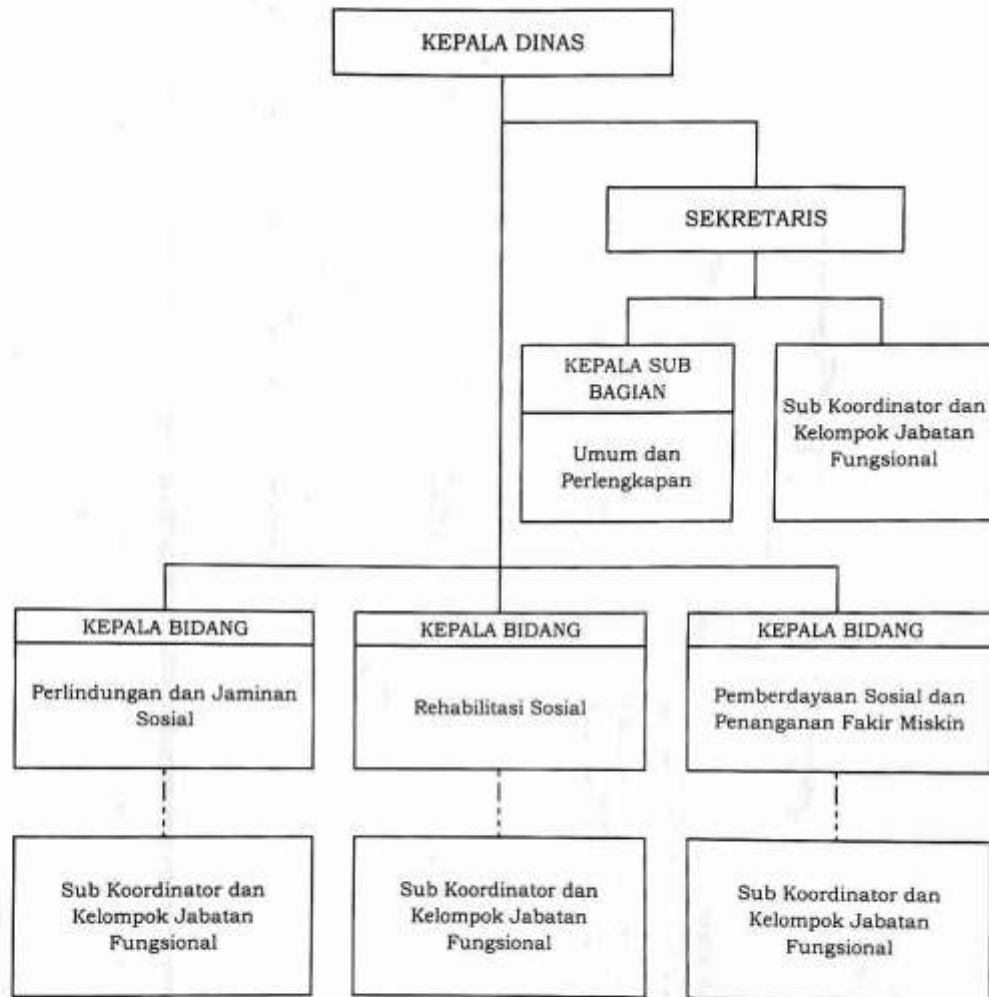 KEPALA DINAS
SEKRETARIS
KEPALA SUB
BAGIAN
Umum dan
Perlengkapan
Sub Koordinator dan
Kelompok Jabatan
Fungsional
KEPALA BIDANG
Perlindungan dan Jaminan
Sosial
KEPALA BIDANG
Rehabilitasi Sosial
KEPALA BIDANG
Pemberdayaan Sosial dan
Penanganan Fakir Miskin
Sub Koordinator dan
Kelompok Jabatan
Fungsional
Sub Koordinator dan
Kelompok Jabatan
Fungsional
Sub Koordinator dan
Kelompok Jabatan
Fungsional